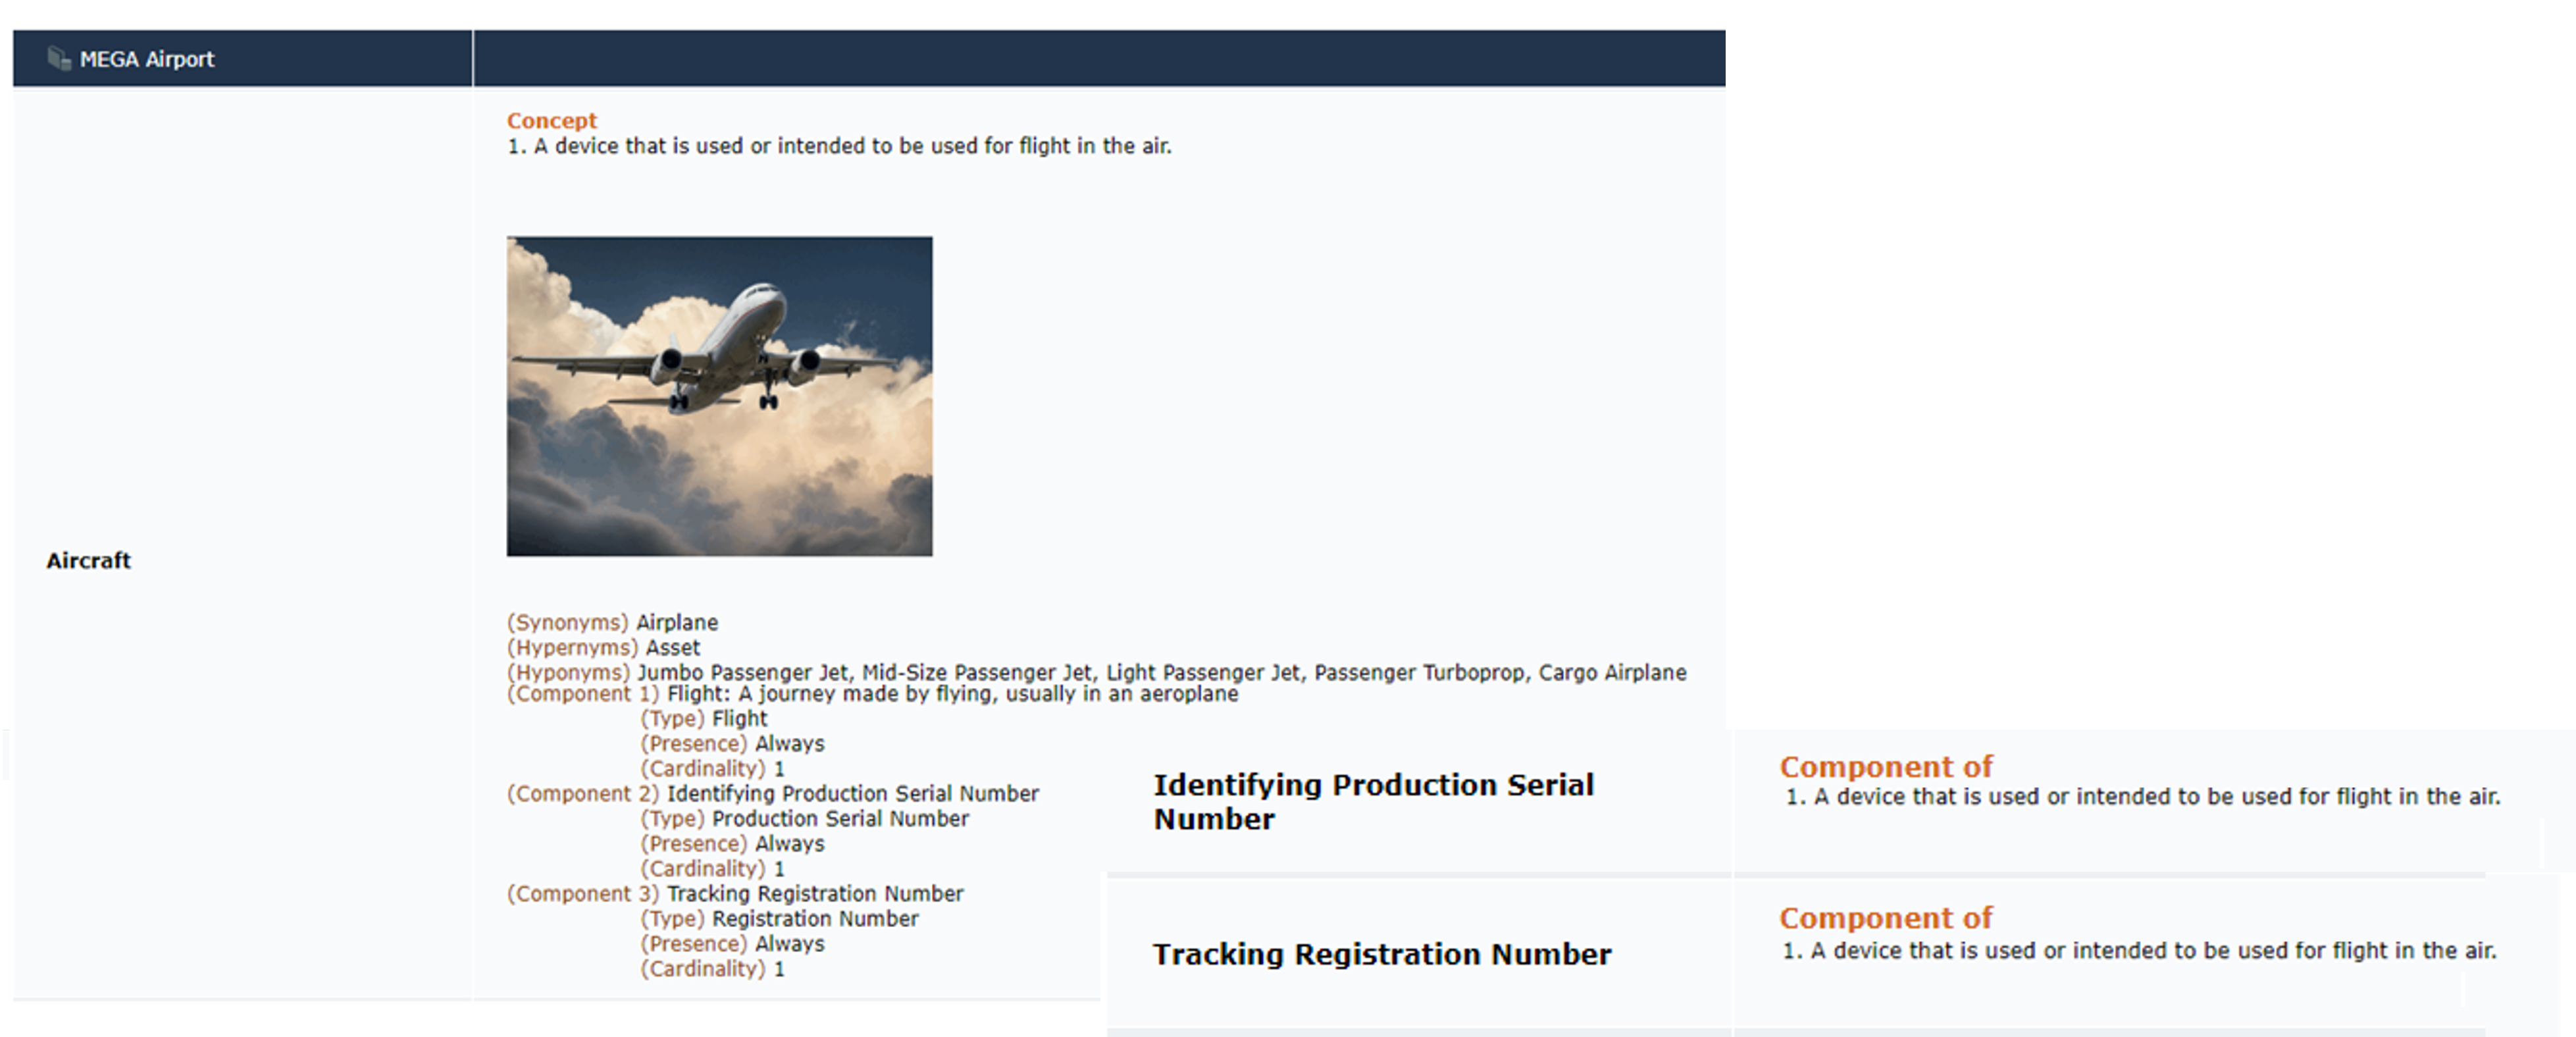 MEGA Airport
Concept
1. A device that is used or intended to be used for flight in the air.
Aircraft
(Synonyms) Airplane
(Hypernyms) Asset
(Hyponyms) Jumbo Passenger Jet, Mid-Size Passenger Jet, Light Passenger Jet, Passenger Turboprop, Cargo Airplane
(Component 1) Flight: A journey made by flying, usually in an aeroplane
(Type) Flight
(Presence) Always
(Cardinality) 1
(Component 2) Identifying Production Serial Number
(Type) Production Serial Number
(Presence) Always
(Cardinality) 1
(Component 3) Tracking Registration Number
(Type) Registration Number
(Presence) Always
(Cardinality) 1
Identifying Production Serial
Number
Component of
1. A device that is used or intended to be used for flight in the air.
Tracking Registration Number
Component of
1. A device that is used or intended to be used for flight in the air.